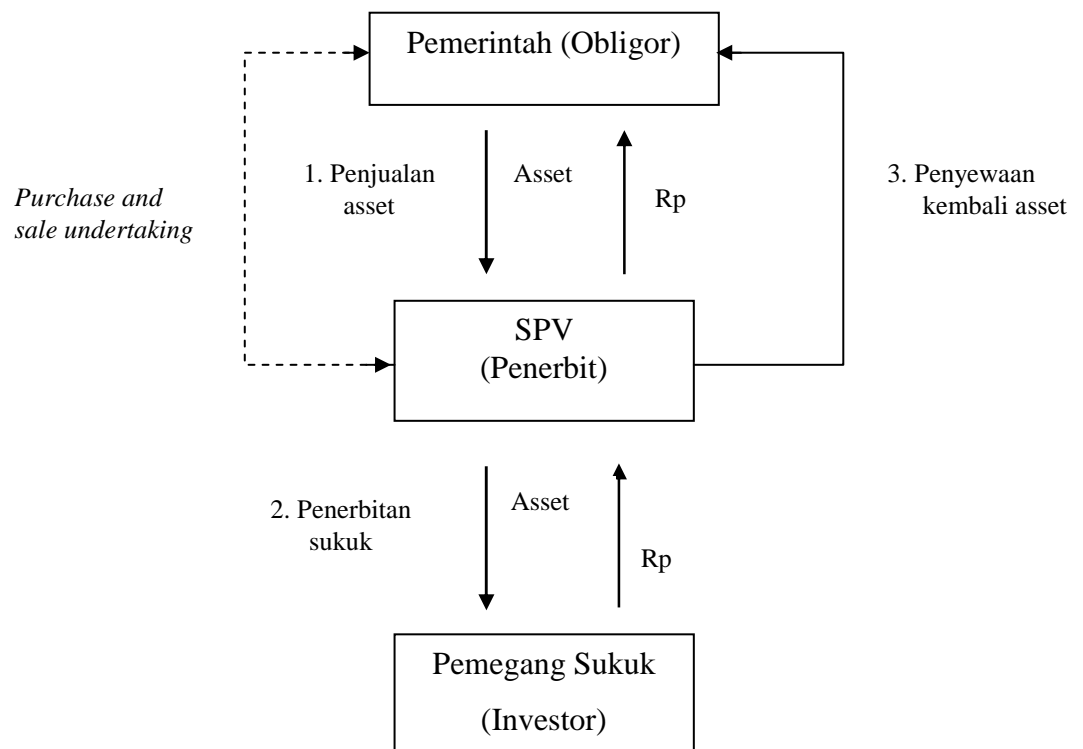 Pemerintah (Obligor)
1. Penjualan
asset
Asset
Rp
3. Penyewaan
kembali asset
Purchase and
sale undertaking
SPV
(Penerbit)
2. Penerbitan
sukuk
Asset
Rp
Pemegang Sukuk
(Investor)